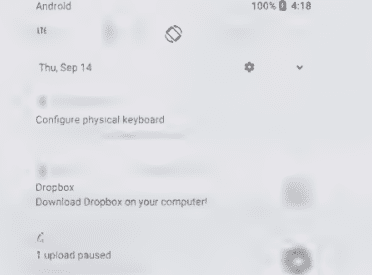 Android 100% 4:18
LTE
Thu, Sep 14
Configure physical keyboard
Dropbox
Download Dropbox on your computer!
1 upload paused